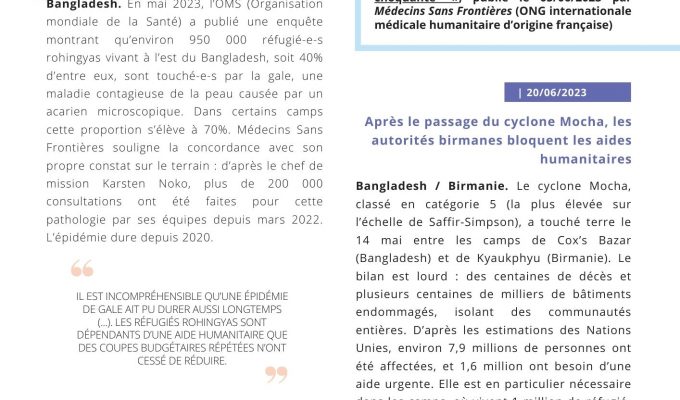 Bangladesh. En mai 2023, l'OMS (Organisation
mondiale de la Santé) a publié une enquête
montrant qu'environ 950 000 réfugié-e-s
rohingyas vivant à l'est du Bangladesh, soit 40%
d'entre eux, sont touché-e-s par la gale, une
maladie contagieuse de la peau causée par un
acarien microscopique. Dans certains camps
cette proportion s'élève à 70%. Médecins Sans
Frontières souligne la concordance avec son
propre constat sur le terrain : d'après le chef de
mission Karsten Noko, plus de 200 000
consultations ont été faites pour cette
pathologie par ses équipes depuis mars 2022.
L'épidémie dure depuis 2020.
IL EST INCOMPRÉHENSIBLE QU'UNE ÉPIDÉMIE
DE GALE AIT PU DURER AUSSI LONGTEMPS
(...). LES RÉFUGIÉS ROHINGYAS SONT
DÉPENDANTS D'UNE AIDE HUMANITAIRE QUE
DES COUPES BUDGÉTAIRES RÉPÉTÉES N'ONT
CESSÉ DE RÉDUIRE.
Médecins Sans Frontières (ONG internationale
médicale humanitaire d'origine française)
| 20/06/2023
Après le passage du cyclone Mocha, les
autorités birmanes bloquent les aides
humanitaires
Bangladesh / Birmanie. Le cyclone Mocha,
classé en catégorie 5 (la plus élevée sur
l'échelle de Saffir-Simpson), a touché terre le
14 mai entre les camps de Cox's Bazar
(Bangladesh) et de Kyaukphyu (Birmanie). Le
bilan est lourd : des centaines de décès et
plusieurs centaines de milliers de bâtiments
endommagés, isolant des communautés
entières. D'après les estimations des Nations
Unies, environ 7,9 millions de personnes ont
été affectées, et 1,6 million ont besoin d'une
aide urgente. Elle est en particulier nécessaire